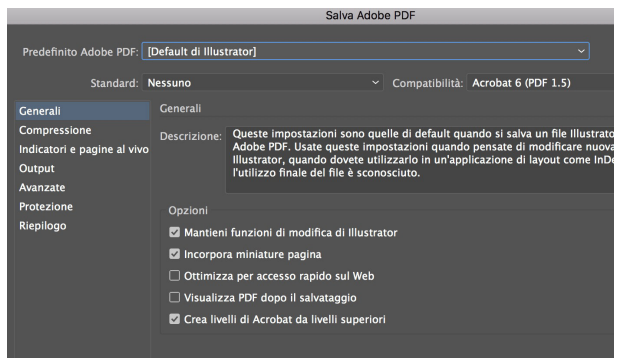 Salva Adobe PDF
Predefinito Adobe PDF: [Default di Illustrator]
Standard: Nessuno Compatibilità: Acrobat 6 (PDF 1.5)
Generali
Compressione
Indicatori e pagine al vivo
Output
Avanzate
Protezione
Riepilogo
Generali
Descrizione: Queste impostazioni sono quelle di default quando si salva un file Illustrato
Adobe PDF. Usate queste impostazioni quando pensate di modificare nuova
Illustrator, quando dovete utilizzarlo in un'applicazione di layout come InDe
l'utilizzo finale del file è sconosciuto.
Opzioni
Mantieni funzioni di modifica di Illustrator
Incorpora miniature pagina
Ottimizza per accesso rapido sul Web
Visualizza PDF dopo il salvataggio
Crea livelli di Acrobat da livelli superiori